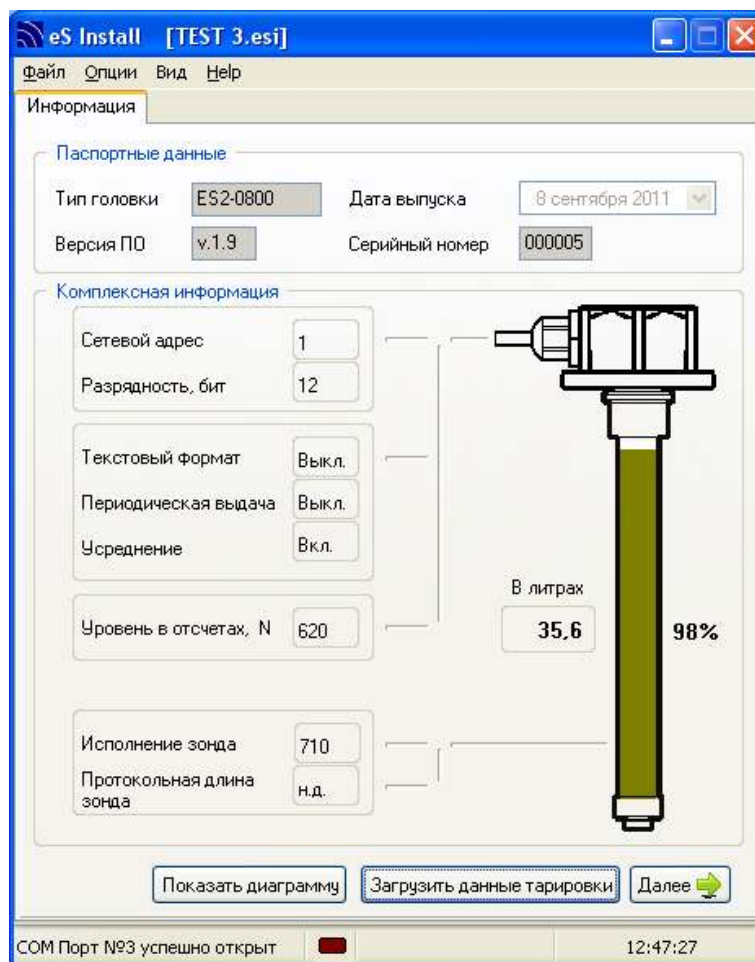 eS Install [TEST 3.esi]
Файл Опции Вид Help
Информация
Паспортные данные
Тип головки ES2-0800 Дата выпуска 8 сентября 2011
Версия ПО v.1.9 Серийный номер 000005
Комплексная информация
Сетевой адрес 1
Разрядность, бит 12
Текстовый формат Выкл.
Периодическая выдача Выкл.
Усреднение Вкл.
В литрах
Уровень в отсчетах, N 620 35,6 98%
Исполнение зонда 710
Протокольная длина
зонда н.д.
Показать диаграмму Загрузить данные тарировки Далее
COM Порт №3 успешно открыт 12:47:27